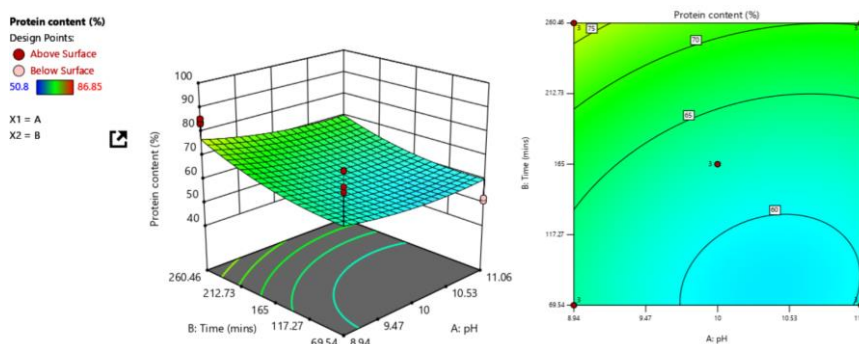 Protein content (%)
Design Points:
Above Surface
Below Surface
50.8 86.85
X1 = A
X2 = B
Protein content (%)
100
90
80
70
60
50
40
260.46
212.73
165
117.27
69.54
B: Time (mins)
8.94
9.47
10
10.53
11.06
A: pH
Protein content (%)
B: Time (mins)
260.46
212.73
165
117.27
69.54
8.94
9.47
10
10.53
A: pH
75
70
65
60
3
3
3